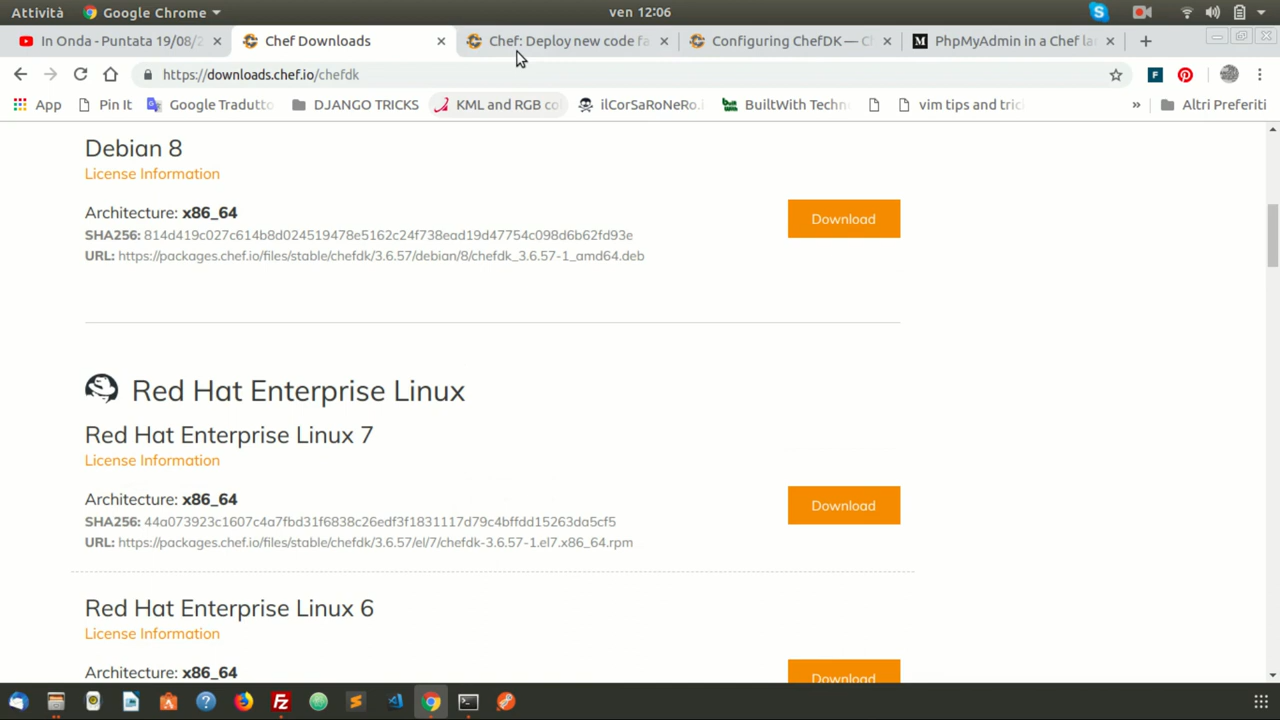 Attività
Google Chrome
ven 12:06
In Onda - Puntata 19/08/2
Chef Downloads
Chef: Deploy new code fa
Configuring ChefDK — Ch
PhpMyAdmin in a Chef lar
https://downloads.chef.io/chefdk
App
Pin It
Google Tradutto
DJANGO TRICKS
KML and RGB co
ilCorSaRoNeRo.i
BuiltWith Techn
vim tips and tric
»
Altri Preferiti
Debian 8
License Information
Architecture: x86_64
Download
SHA256: 814d419c027c614b8d024519478e5162c24f738ead19d47754c098d6b62fd93e
URL: https://packages.chef.io/files/stable/chefdk/3.6.57/debian/8/chefdk_3.6.57-1_amd64.deb
Red Hat Enterprise Linux
Red Hat Enterprise Linux 7
License Information
Architecture: x86_64
Download
SHA256: 44a073923c1607c4a7fbd31f6838c26edf3f1831117d79c4bffdd15263da5cf5
URL: https://packages.chef.io/files/stable/chefdk/3.6.57/el/7/chefdk-3.6.57-1.el7.x86_64.rpm
Red Hat Enterprise Linux 6
License Information
Architecture: x86_64
Download